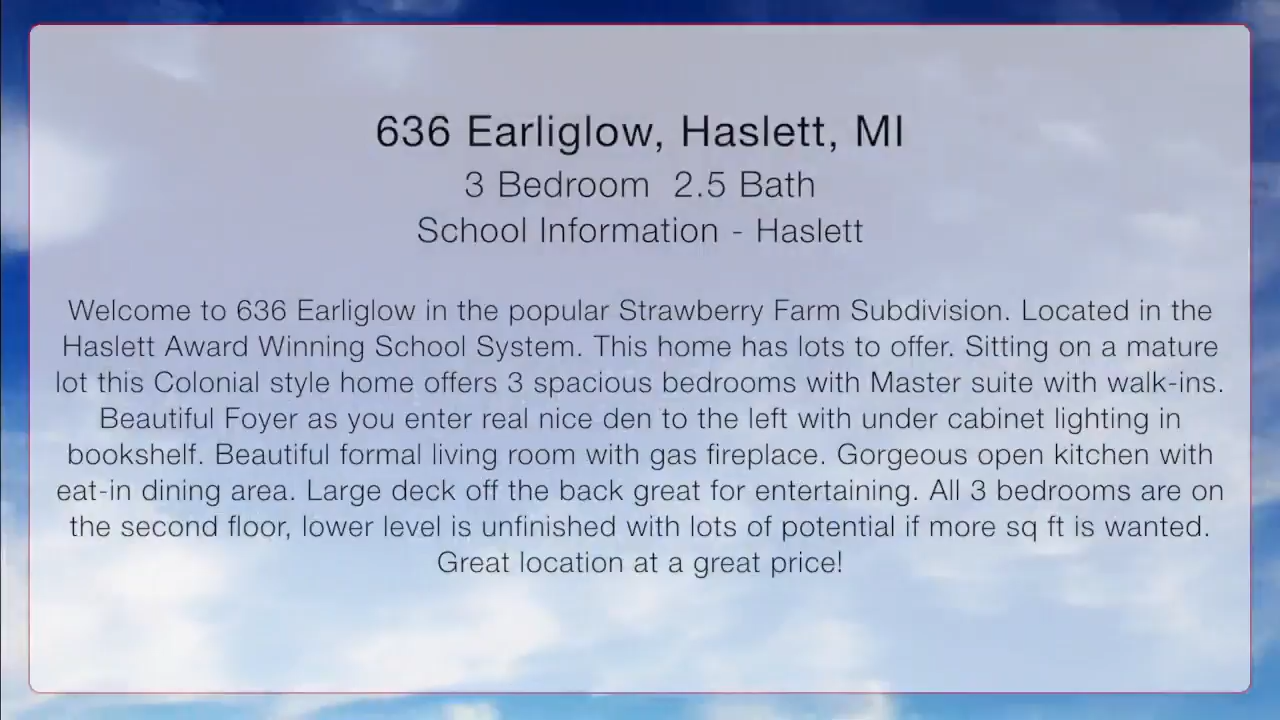 636 Earliglow, Haslett, MI
3 Bedroom  2.5 Bath
School Information - Haslett
Welcome to 636 Earliglow in the popular Strawberry Farm Subdivision. Located in the
Haslett Award Winning School System. This home has lots to offer. Sitting on a mature
lot this Colonial style home offers 3 spacious bedrooms with Master suite with walk-ins.
Beautiful Foyer as you enter real nice den to the left with under cabinet lighting in
bookshelf. Beautiful formal living room with gas fireplace. Gorgeous open kitchen with
eat-in dining area. Large deck off the back great for entertaining. All 3 bedrooms are on
the second floor, lower level is unfinished with lots of potential if more sq ft is wanted.
Great location at a great price!